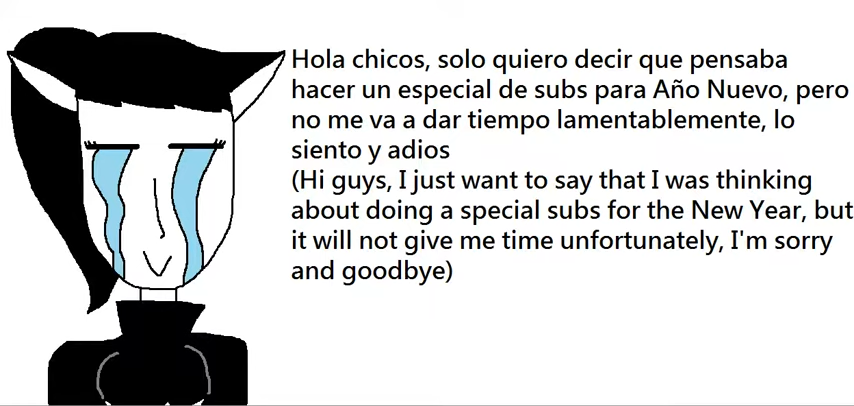 Hola chicos, solo quiero decir que pensaba
hacer un especial de subs para Año Nuevo, pero
no me va a dar tiempo lamentablemente, lo
siento y adios
(Hi guys, I just want to say that I was thinking
about doing a special subs for the New Year, but
it will not give me time unfortunately, I'm sorry
and goodbye)